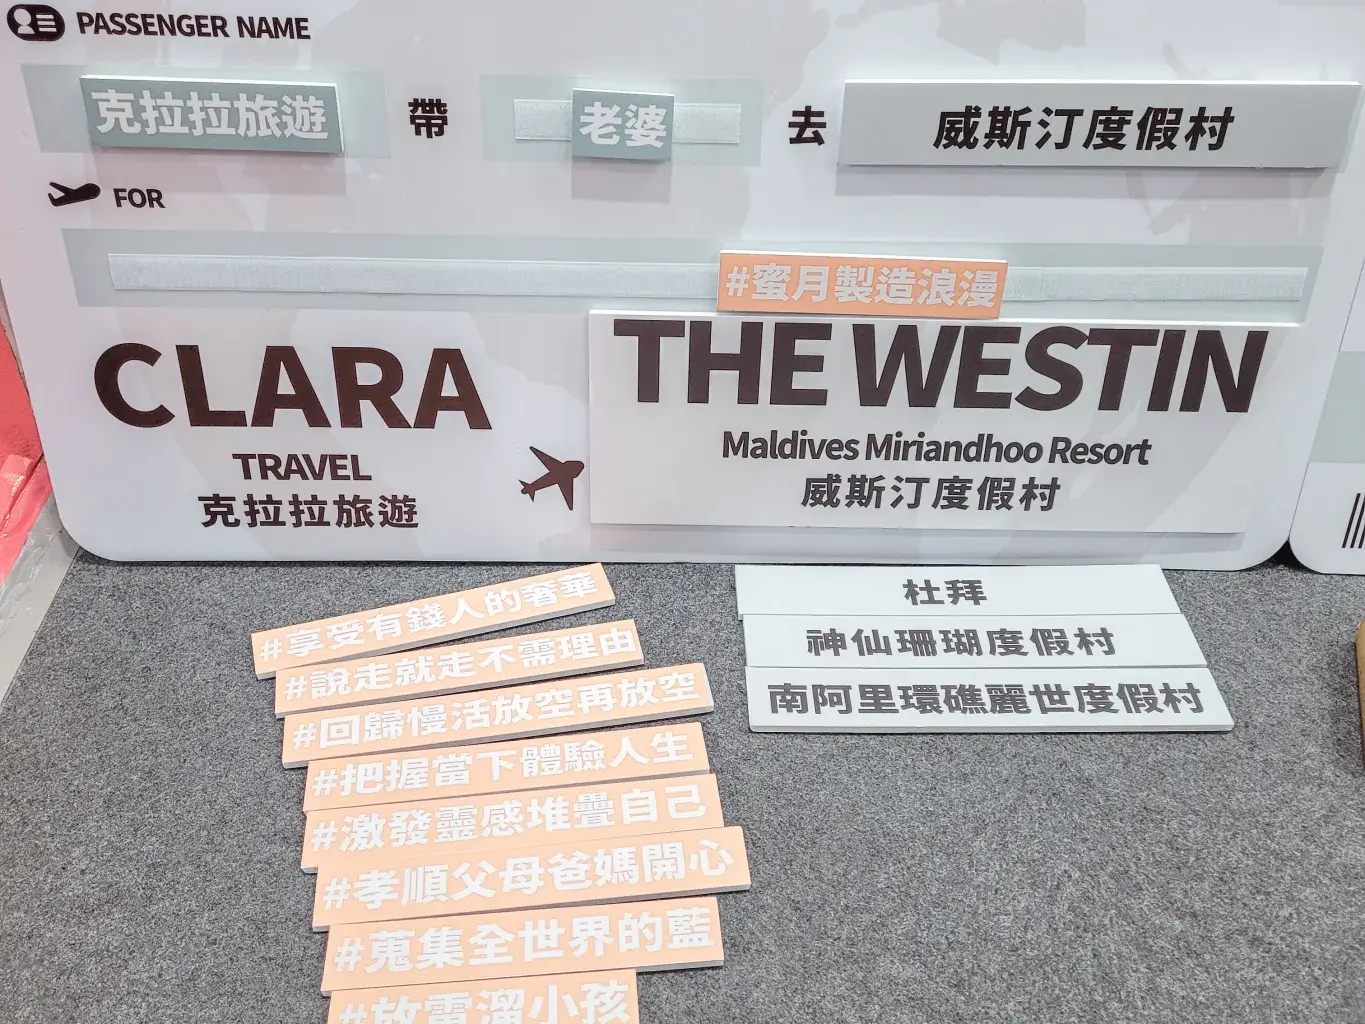 PASSENGER NAME
克拉拉旅遊 帶 老婆 去 威斯汀度假村
FOR
#蜜月製造浪漫
CLARA
TRAVEL
克拉拉旅遊
THE WESTIN
Maldives Miriandhoo Resort
威斯汀度假村
#享受有錢人的奢華
#說走就走不需理由
#回歸慢活放空再放空
#把握當下體驗人生
#激發靈感堆疊自己
#孝順父母爸媽開心
#蒐集全世界的藍
#放電溜小孩
杜拜
神仙珊瑚度假村
南阿里環礁麗世度假村